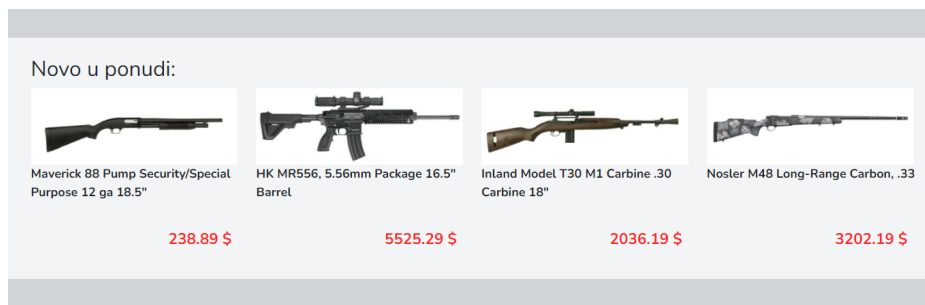 Novo u ponudi:
Maverick 88 Pump Security/Special
Purpose 12 ga 18.5"
238.89 $
HK MR556, 5.56mm Package 16.5"
Barrel
5525.29 $
Inland Model T30 M1 Carbine .30
Carbine 18"
2036.19 $
Nosler M48 Long-Range Carbon, .33
3202.19 $